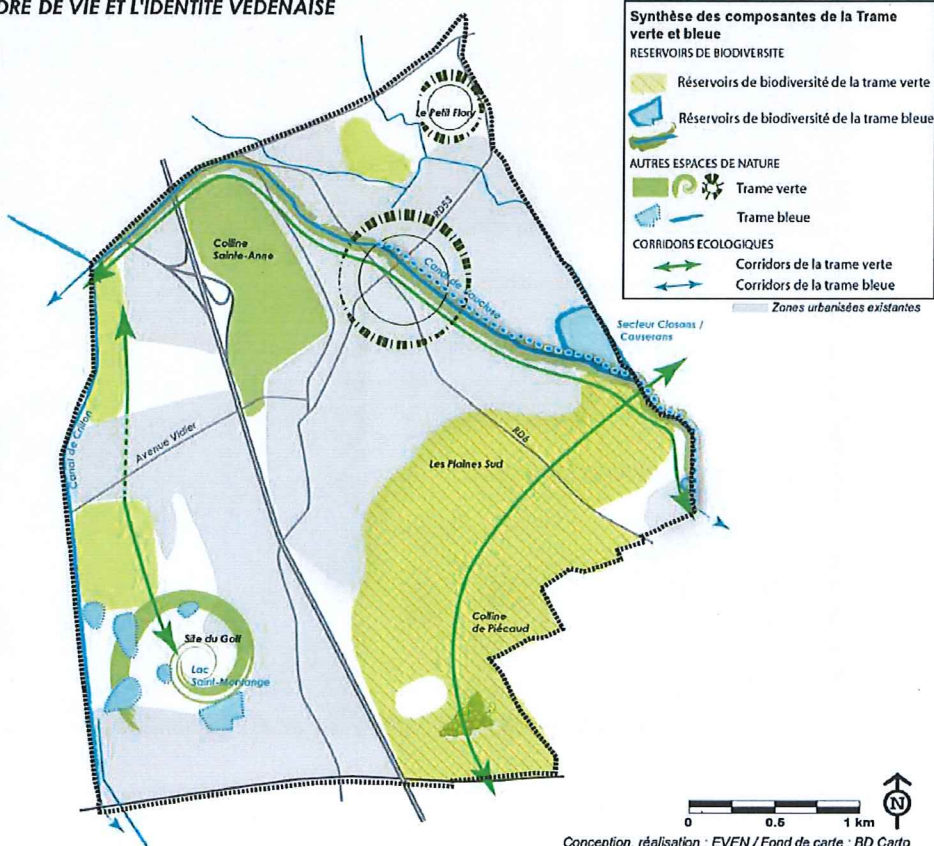 DRE DE VIE ET L'IDENTITE VEDENAISE
Synthèse des composantes de la Trame
verte et bleue
RESERVOIRS DE BIODIVERSITE
Réservoirs de biodiversité de la trame verte
Réservoirs de biodiversité de la trame bleue
AUTRES ESPACES DE NATURE
Trame verte
Trame bleue
CORRIDORS ECOLOGIQUES
Corridors de la trame verte
Corridors de la trame bleue
Zones urbanisées existantes
Le Petit Flory
RD53
Colline
Sainte-Anne
Canal de Vaucluse
Secteur Closons /
Causerans
Canal de Crillon
Avenue Vidier
RD6
Les Plaines Sud
Colline
de Piécaud
Site du Golf
Lac
Saint-Montange
N
0 0.5 1 km
Conception, réalisation : EVEN / Fond de carte : BD Carto